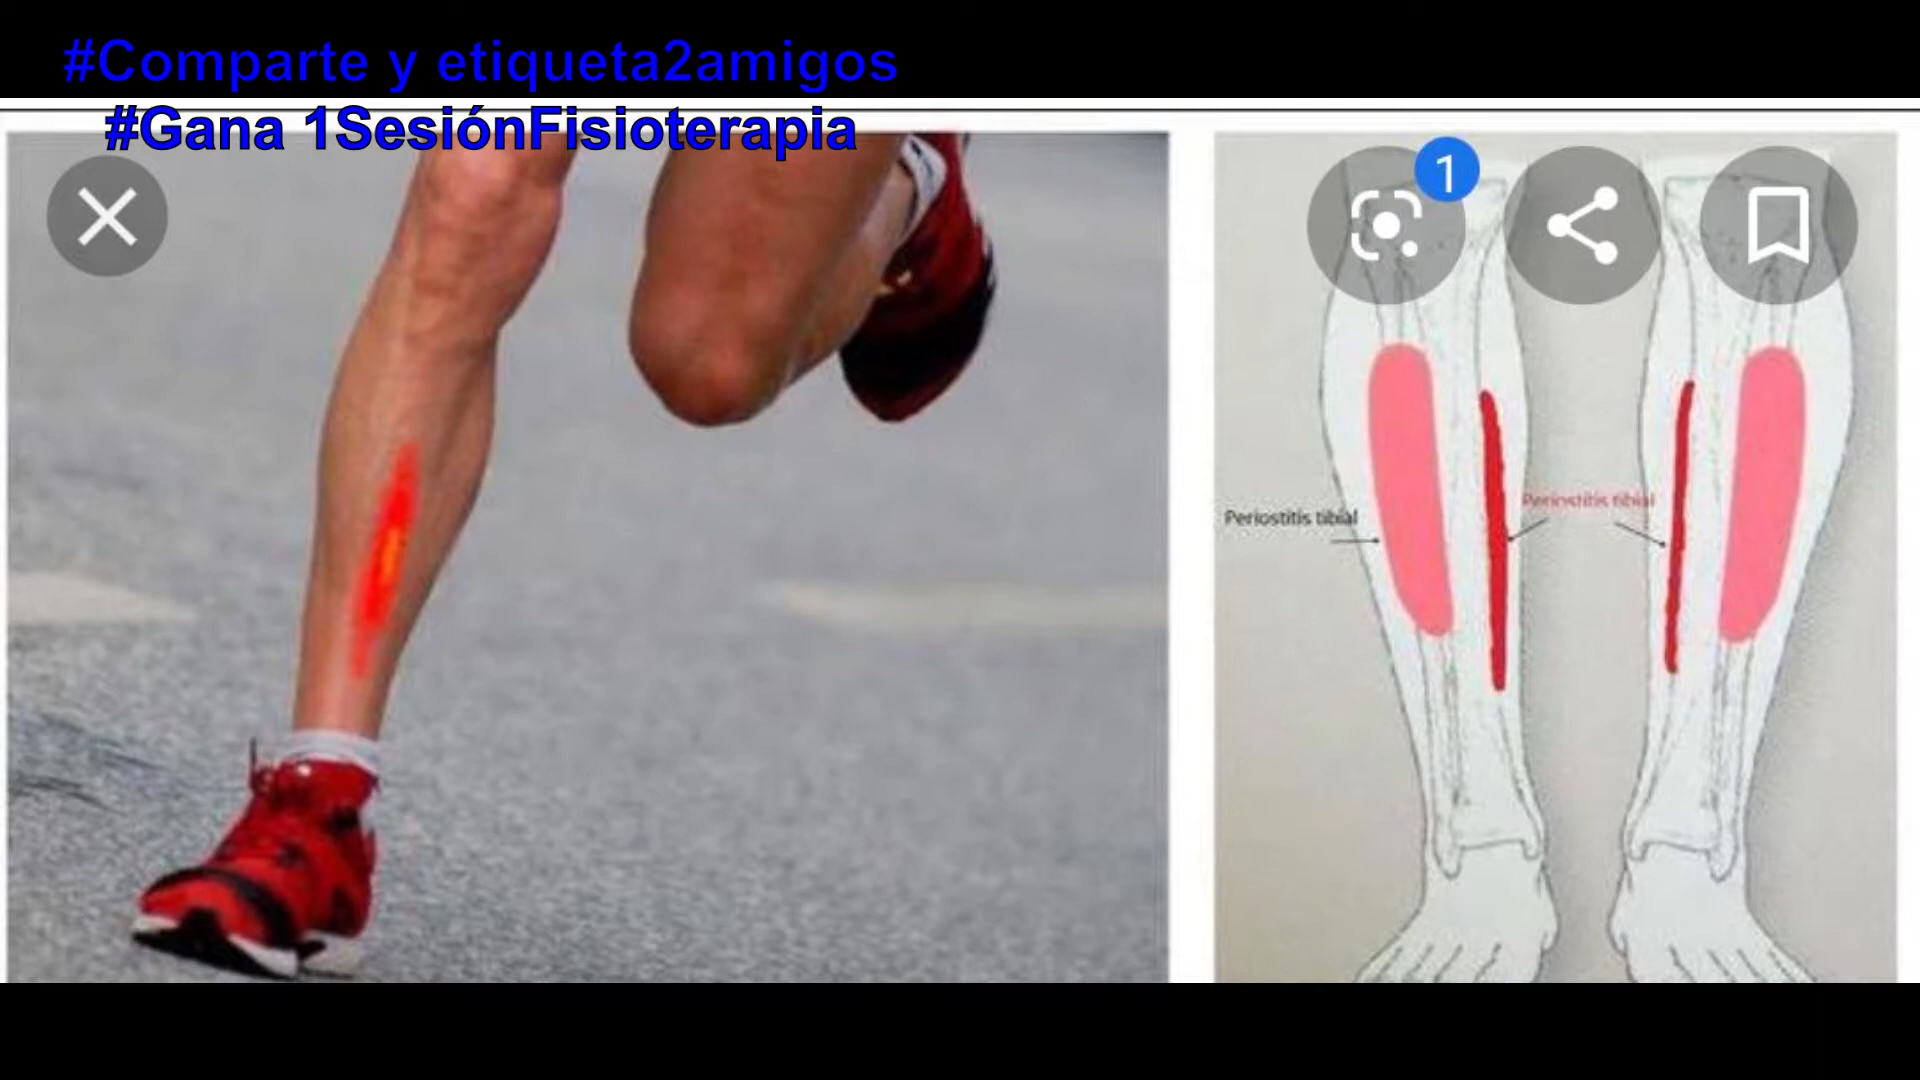 #Comparte y etiqueta2amigos
#Gana 1SesiónFisioterapia
1
Periostitis tibial
Periostitis tibial